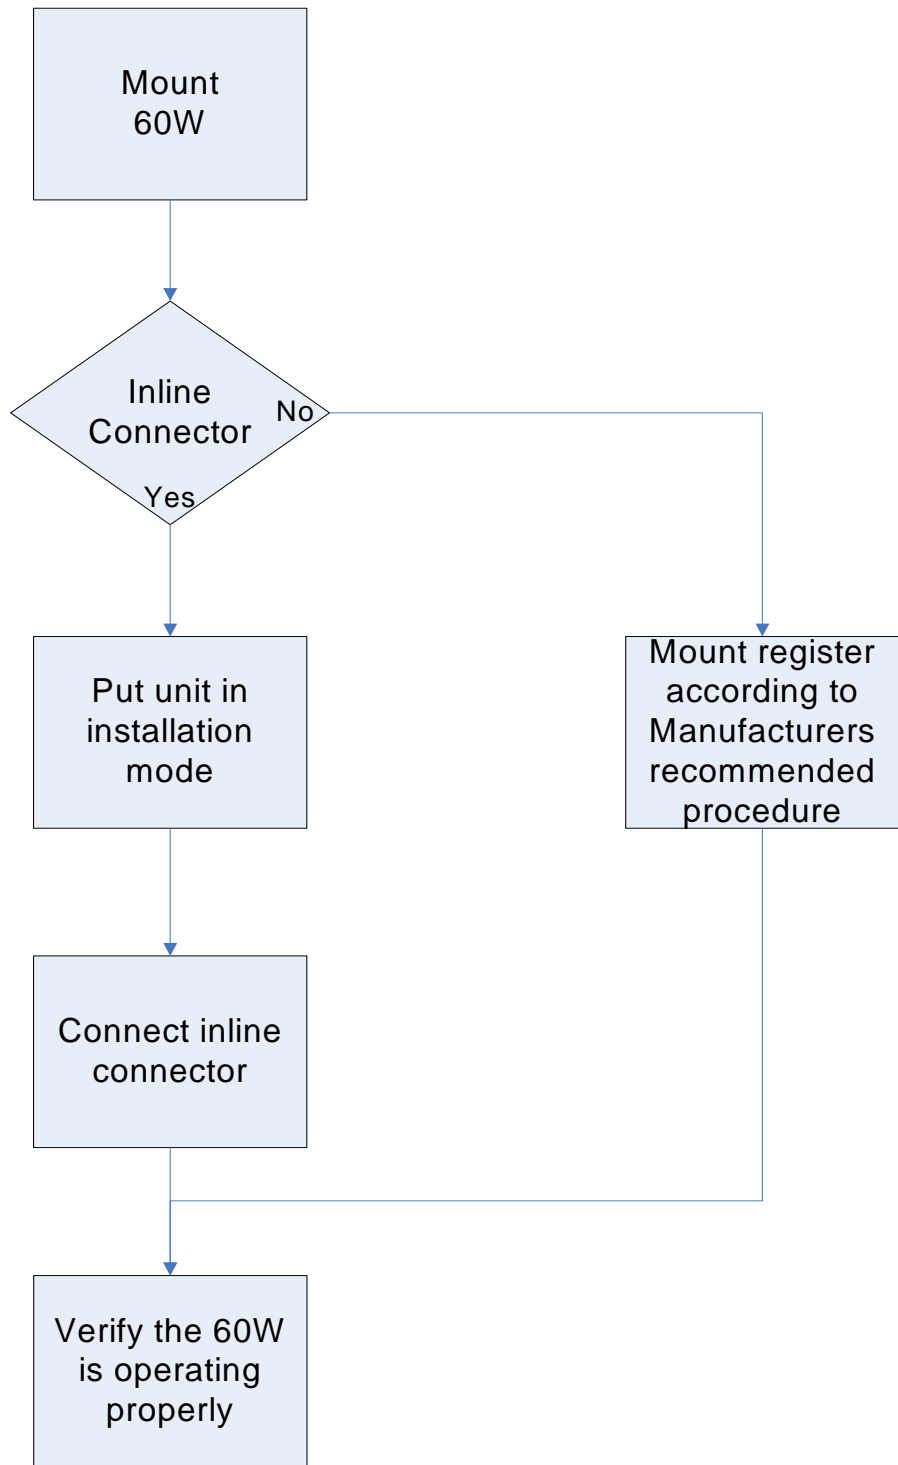 Mount
60W
Inline
Connector
No
Yes
Put unit in
installation
mode
Mount register
according to
Manufacturers
recommended
procedure
Connect inline
connector
Verify the 60W
is operating
properly